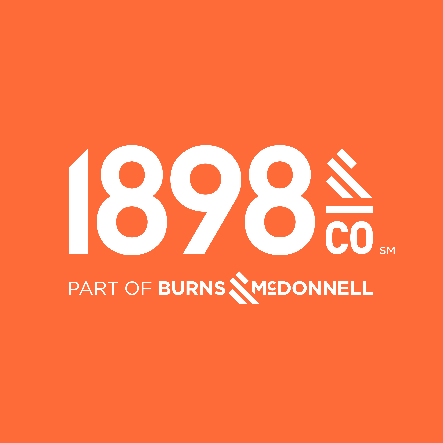 1898 & CO SM
PART OF BURNS & McDONNELL